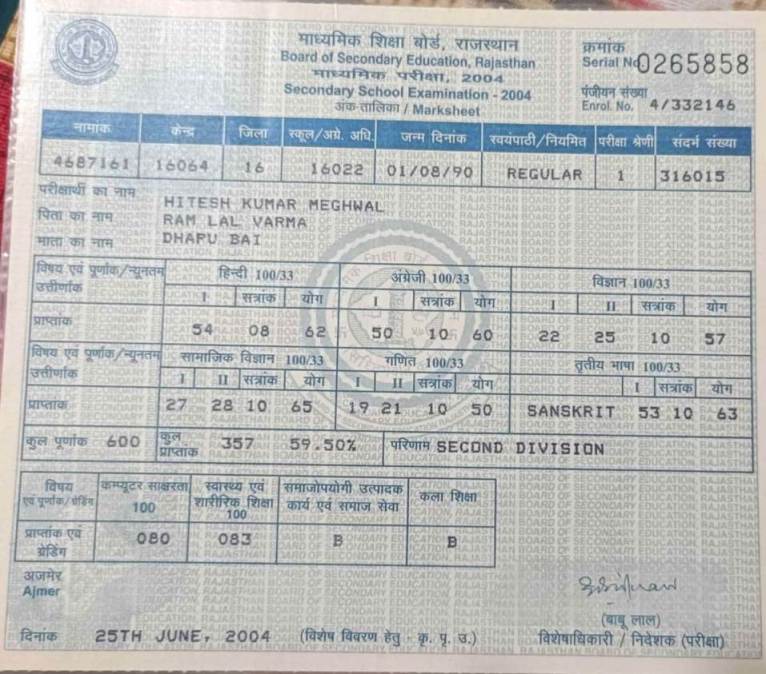 माध्यमिक शिक्षा बोर्ड, राजस्थान
Board of Secondary Education, Rajasthan
माध्यमिक परीक्षा, 2004
Secondary School Examination - 2004
अंक-तालिका / Marksheet
क्रमांक
Serial No 0265858
पंजीयन संख्या
Enrol. No. 4/332146
नामांक केन्द्र जिला स्कूल/अग्रे. अधि. जन्म दिनांक स्वयंपाठी/नियमित परीक्षा श्रेणी संदर्भ संख्या
4687161 16064 16 16022 01/08/90 REGULAR 1 316015
परीक्षार्थी का नाम HITESH KUMAR MEGHWAL
पिता का नाम RAM LAL VARMA
माता का नाम DHAPU BAI
विषय एवं पूर्णांक/न्यूनतम उत्तीर्णांक हिन्दी 100/33 अंग्रेजी 100/33 विज्ञान 100/33
I सत्रांक योग I सत्रांक योग I II सत्रांक योग
प्राप्तांक 54 08 62 50 10 60 22 25 10 57
विषय एवं पूर्णांक/न्यूनतम उत्तीर्णांक सामाजिक विज्ञान 100/33 गणित 100/33 तृतीय भाषा 100/33
I II सत्रांक योग I II सत्रांक योग I सत्रांक योग
प्राप्तांक 27 28 10 65 19 21 10 50 SANSKRIT 53 10 63
कुल पूर्णांक 600 कुल प्राप्तांक 357 59.50% परिणाम SECOND DIVISION
विषय एवं पूर्णांक/ग्रेडिंग कम्प्यूटर साक्षरता 100 स्वास्थ्य एवं शारीरिक शिक्षा 100 समाजोपयोगी उत्पादक कार्य एवं समाज सेवा कला शिक्षा
प्राप्तांक एवं ग्रेडिंग 080 083 B B
अजमेर
Ajmer
(बाबू लाल)
दिनांक 25TH JUNE, 2004 (विशेष विवरण हेतु - कृ. पृ. उ.) विशेषाधिकारी / निदेशक (परीक्षा)